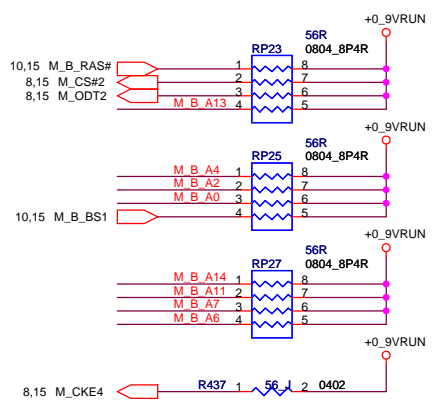 +0_9VRUN
56R
RP23 0804_8P4R
10,15 M_B_RAS# 1 8
8,15 M_CS#2 2 7
8,15 M_ODT2 3 6
M_B_A13 4 5
+0_9VRUN
56R
RP25 0804_8P4R
M_B_A4 1 8
M_B_A2 2 7
M_B_A0 3 6
10,15 M_B_BS1 4 5
+0_9VRUN
56R
RP27 0804_8P4R
M_B_A14 1 8
M_B_A11 2 7
M_B_A7 3 6
M_B_A6 4 5
+0_9VRUN
8,15 M_CKE4 R437 1 56_J 2 0402